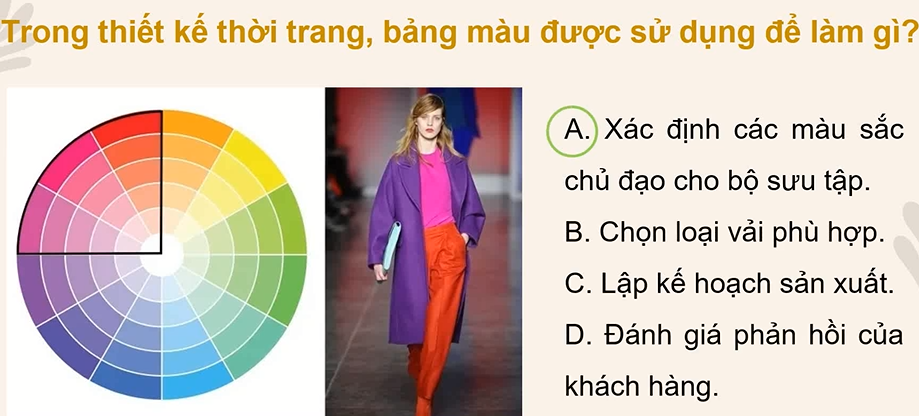 Trong thiết kế thời trang, bảng màu được sử dụng để làm gì?
A. Xác định các màu sắc
chủ đạo cho bộ sưu tập.
B. Chọn loại vải phù hợp.
C. Lập kế hoạch sản xuất.
D. Đánh giá phản hồi của
khách hàng.